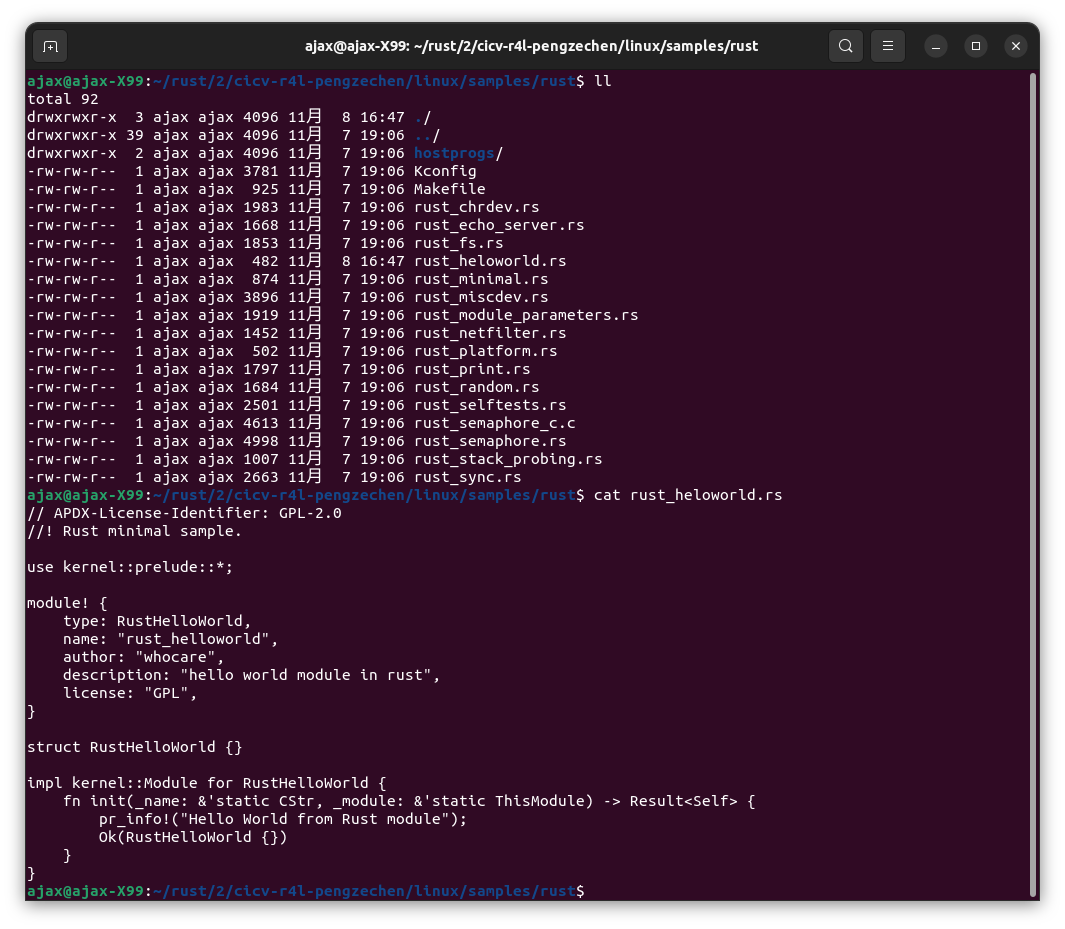 ajax@ajax-X99: ~/rust/2/cicv-r4l-pengzechen/linux/samples/rust
ajax@ajax-X99:~/rust/2/cicv-r4l-pengzechen/linux/samples/rust$ ll
total 92
drwxrwxr-x  3 ajax ajax 4096 11月  8 16:47 ./
drwxrwxr-x 39 ajax ajax 4096 11月  7 19:06 ../
drwxrwxr-x  2 ajax ajax 4096 11月  7 19:06 hostprogs/
-rw-rw-r--  1 ajax ajax 3781 11月  7 19:06 Kconfig
-rw-rw-r--  1 ajax ajax  925 11月  7 19:06 Makefile
-rw-rw-r--  1 ajax ajax 1983 11月  7 19:06 rust_chrdev.rs
-rw-rw-r--  1 ajax ajax 1668 11月  7 19:06 rust_echo_server.rs
-rw-rw-r--  1 ajax ajax 1853 11月  7 19:06 rust_fs.rs
-rw-rw-r--  1 ajax ajax  482 11月  8 16:47 rust_heloworld.rs
-rw-rw-r--  1 ajax ajax  874 11月  7 19:06 rust_minimal.rs
-rw-rw-r--  1 ajax ajax 3896 11月  7 19:06 rust_miscdev.rs
-rw-rw-r--  1 ajax ajax 1919 11月  7 19:06 rust_module_parameters.rs
-rw-rw-r--  1 ajax ajax 1452 11月  7 19:06 rust_netfilter.rs
-rw-rw-r--  1 ajax ajax  502 11月  7 19:06 rust_platform.rs
-rw-rw-r--  1 ajax ajax 1797 11月  7 19:06 rust_print.rs
-rw-rw-r--  1 ajax ajax 1684 11月  7 19:06 rust_random.rs
-rw-rw-r--  1 ajax ajax 2501 11月  7 19:06 rust_selftests.rs
-rw-rw-r--  1 ajax ajax 4613 11月  7 19:06 rust_semaphore_c.c
-rw-rw-r--  1 ajax ajax 4998 11月  7 19:06 rust_semaphore.rs
-rw-rw-r--  1 ajax ajax 1007 11月  7 19:06 rust_stack_probing.rs
-rw-rw-r--  1 ajax ajax 2663 11月  7 19:06 rust_sync.rs
ajax@ajax-X99:~/rust/2/cicv-r4l-pengzechen/linux/samples/rust$ cat rust_heloworld.rs
// APDX-License-Identifier: GPL-2.0
//! Rust minimal sample.

use kernel::prelude::*;

module! {
    type: RustHelloWorld,
    name: "rust_helloworld",
    author: "whocare",
    description: "hello world module in rust",
    license: "GPL",
}

struct RustHelloWorld {}

impl kernel::Module for RustHelloWorld {
    fn init(_name: &'static CStr, _module: &'static ThisModule) -> Result<Self> {
        pr_info!("Hello World from Rust module");
        Ok(RustHelloWorld {})
    }
}
ajax@ajax-X99:~/rust/2/cicv-r4l-pengzechen/linux/samples/rust$